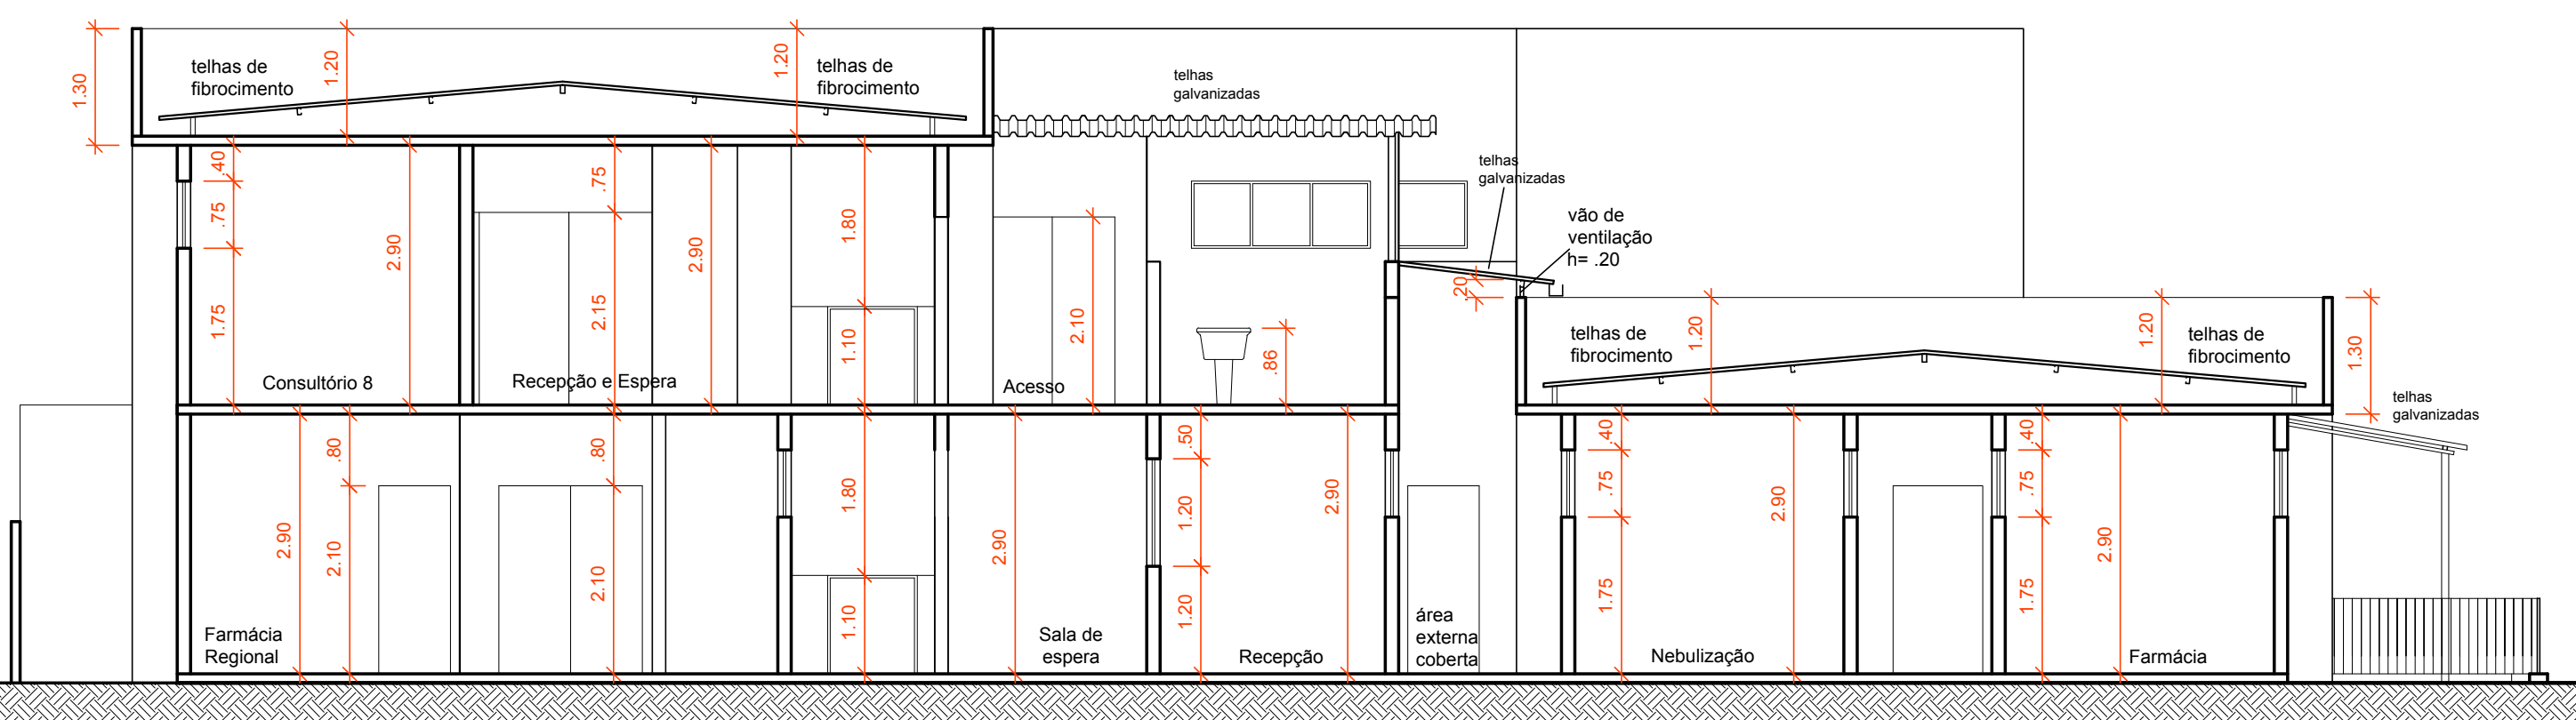 1.30
telhas de
fibrocimento
1.20
1.20
telhas de
fibrocimento
telhas
galvanizadas
.40
.75
1.75
2.90
Consultório 8
.75
2.15
Recepção e Espera
2.90
1.80
1.10
Acesso
2.10
.86
telhas
galvanizadas
vão de
ventilação
h= .20
.20
telhas de
fibrocimento
1.20
1.20
telhas de
fibrocimento
1.30
telhas
galvanizadas
Farmácia
Regional
2.90
.80
2.10
.80
2.10
1.80
1.10
2.90
Sala de
espera
.50
1.20
1.20
Recepção
2.90
área
externa
coberta
.40
.75
1.75
Nebulização
2.90
.40
.75
1.75
2.90
Farmácia